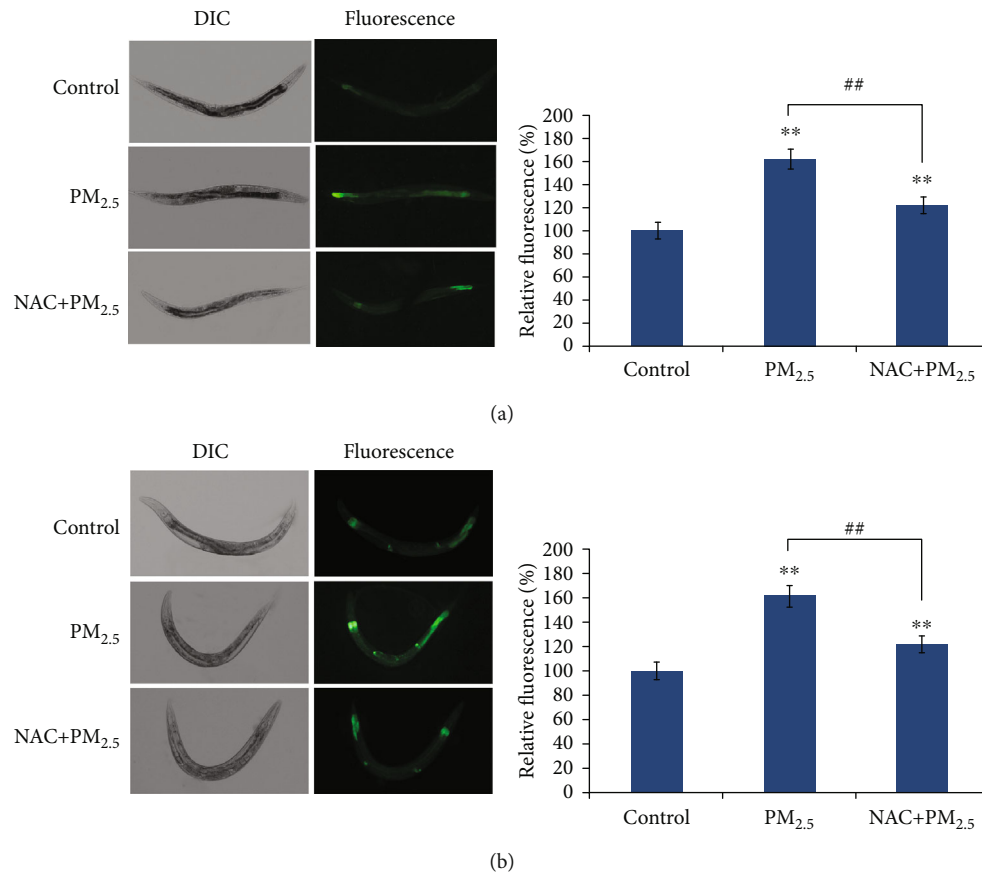 DIC Fluorescence
Control
PM2.5
NAC+PM2.5
Relative fluorescence (%)
200
180
160
140
120
100
80
60
40
20
0
##
**
**
Control PM2.5 NAC+PM2.5
(a)
DIC Fluorescence
Control
PM2.5
NAC+PM2.5
Relative fluorescence (%)
200
180
160
140
120
100
80
60
40
20
0
##
**
**
Control PM2.5 NAC+PM2.5
(b)